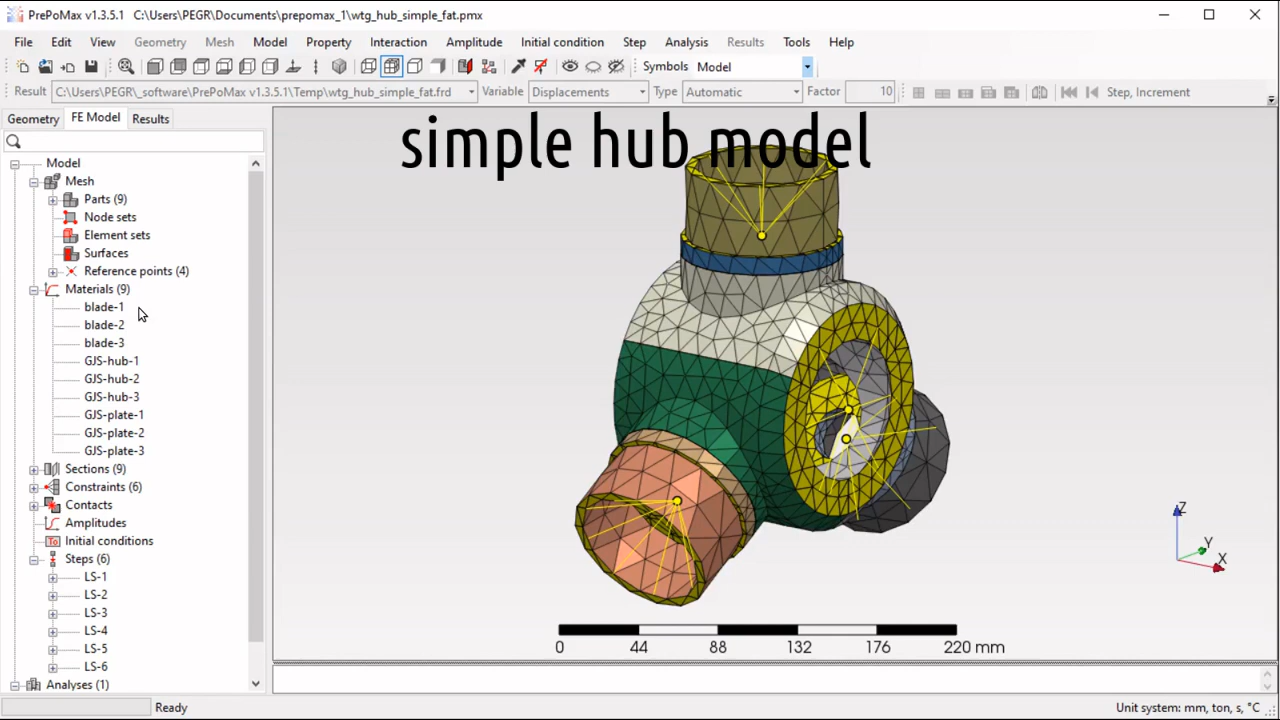 PrePoMax v1.3.5.1 C:\Users\PEGR\Documents\prepomax_1\wtg_hub_simple_fat.pmx
File Edit View Geometry Mesh Model Property Interaction Amplitude Initial condition Step Analysis Results Tools Help
Symbols Model
Result C:\Users\PEGR\_software\PrePoMax v1.3.5.1\Temp\wtg_hub_simple_fat.frd Variable Displacements Type Automatic Factor 10 Step, Increment
Geometry FE Model Results
simple hub model
Model
Mesh
Parts (9)
Node sets
Element sets
Surfaces
Reference points (4)
Materials (9)
blade-1
blade-2
blade-3
GJS-hub-1
GJS-hub-2
GJS-hub-3
GJS-plate-1
GJS-plate-2
GJS-plate-3
Sections (9)
Constraints (6)
Contacts
Amplitudes
Initial conditions
Steps (6)
LS-1
LS-2
LS-3
LS-4
LS-5
LS-6
Analyses (1)
Z
Y
X
0 44 88 132 176 220 mm
Ready
Unit system: mm, ton, s, °C